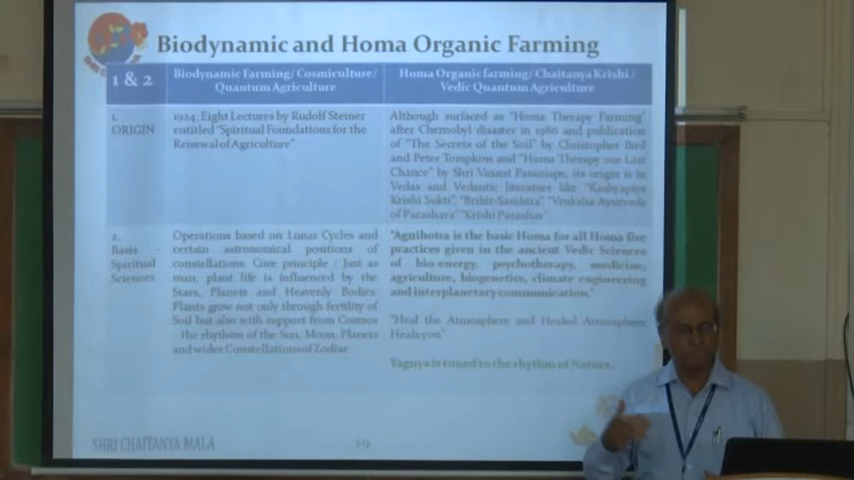 Biodynamic and Homa Organic Farming
1 & 2
Biodynamic Farming/ Cosmiculture/
Quantum Agriculture
Homa Organic farming/ Chaitanya Krishi /
Vedic Quantum Agriculture
1.
ORIGIN
1924, Eight Lectures by Rudolf Steiner
entitled "Spiritual Foundations for the
Renewal of Agriculture"
Although surfaced as "Homa Therapy Farming"
after Chernobyl disaster in 1986 and publication
of "The Secrets of the Soil" by Christopher Bird
and Peter Tompkins and "Homa Therapy our Last
Chance" by Shri Vasant Paranjape, its origin is in
Vedas and Vedantic literature like "Kashyapiya
Krishi Sukti", "Brihit-Samhita", "Vruksha Ayurveda
of Parashara" "Krishi Parashar"
2.
Basis -
Spiritual
Sciences
Operations based on Lunar Cycles and
certain astronomical positions of
constellations. Core principle : Just as
man, plant life is influenced by the
Stars, Planets and Heavenly Bodies.
Plants grow not only through fertility of
Soil but also with support from Cosmos
- the rhythm of the Sun, Moon, Planets
and wider Constellations of Zodiac
"Agnihotra is the basic Homa for all Homa fire
practices given in the ancient Vedic Sciences
of bio-energy, psychotherapy, medicine,
agriculture, biogenetics, climate engineering
and interplanetary communication."
"Heal the Atmosphere and Healed Atmosphere
Heals you"
Yagnya is tuned to the rhythm of Nature.
SHRI CHAITANYA MALA
19